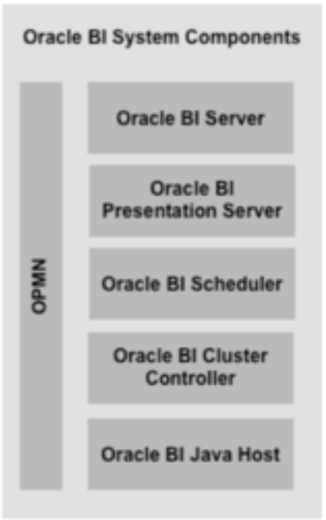 Oracle BI System Components
OPMN
Oracle BI Server
Oracle BI
Presentation Server
Oracle BI Scheduler
Oracle BI Cluster
Controller
Oracle BI Java Host